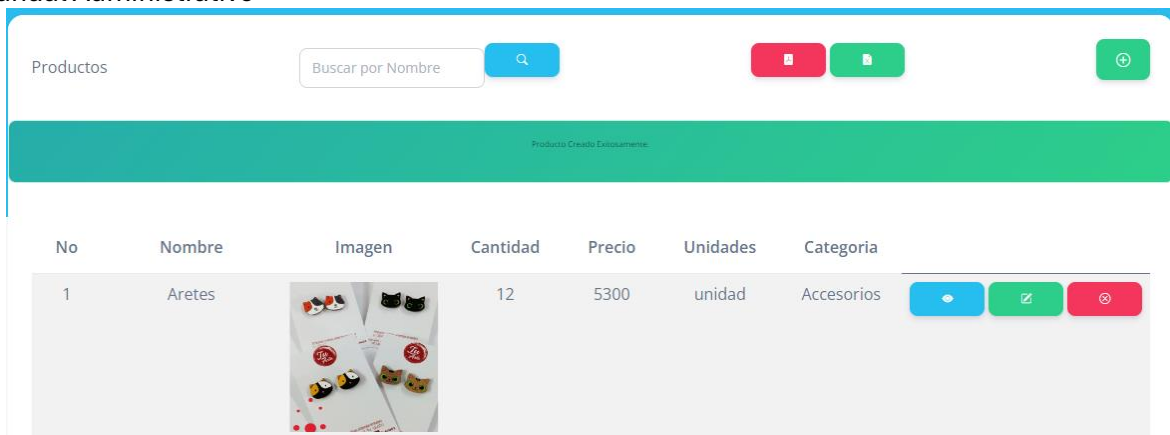 Productos
Buscar por Nombre
Producto Creado Exitosamente.
No Nombre Imagen Cantidad Precio Unidades Categoria
1 Aretes 12 5300 unidad Accesorios